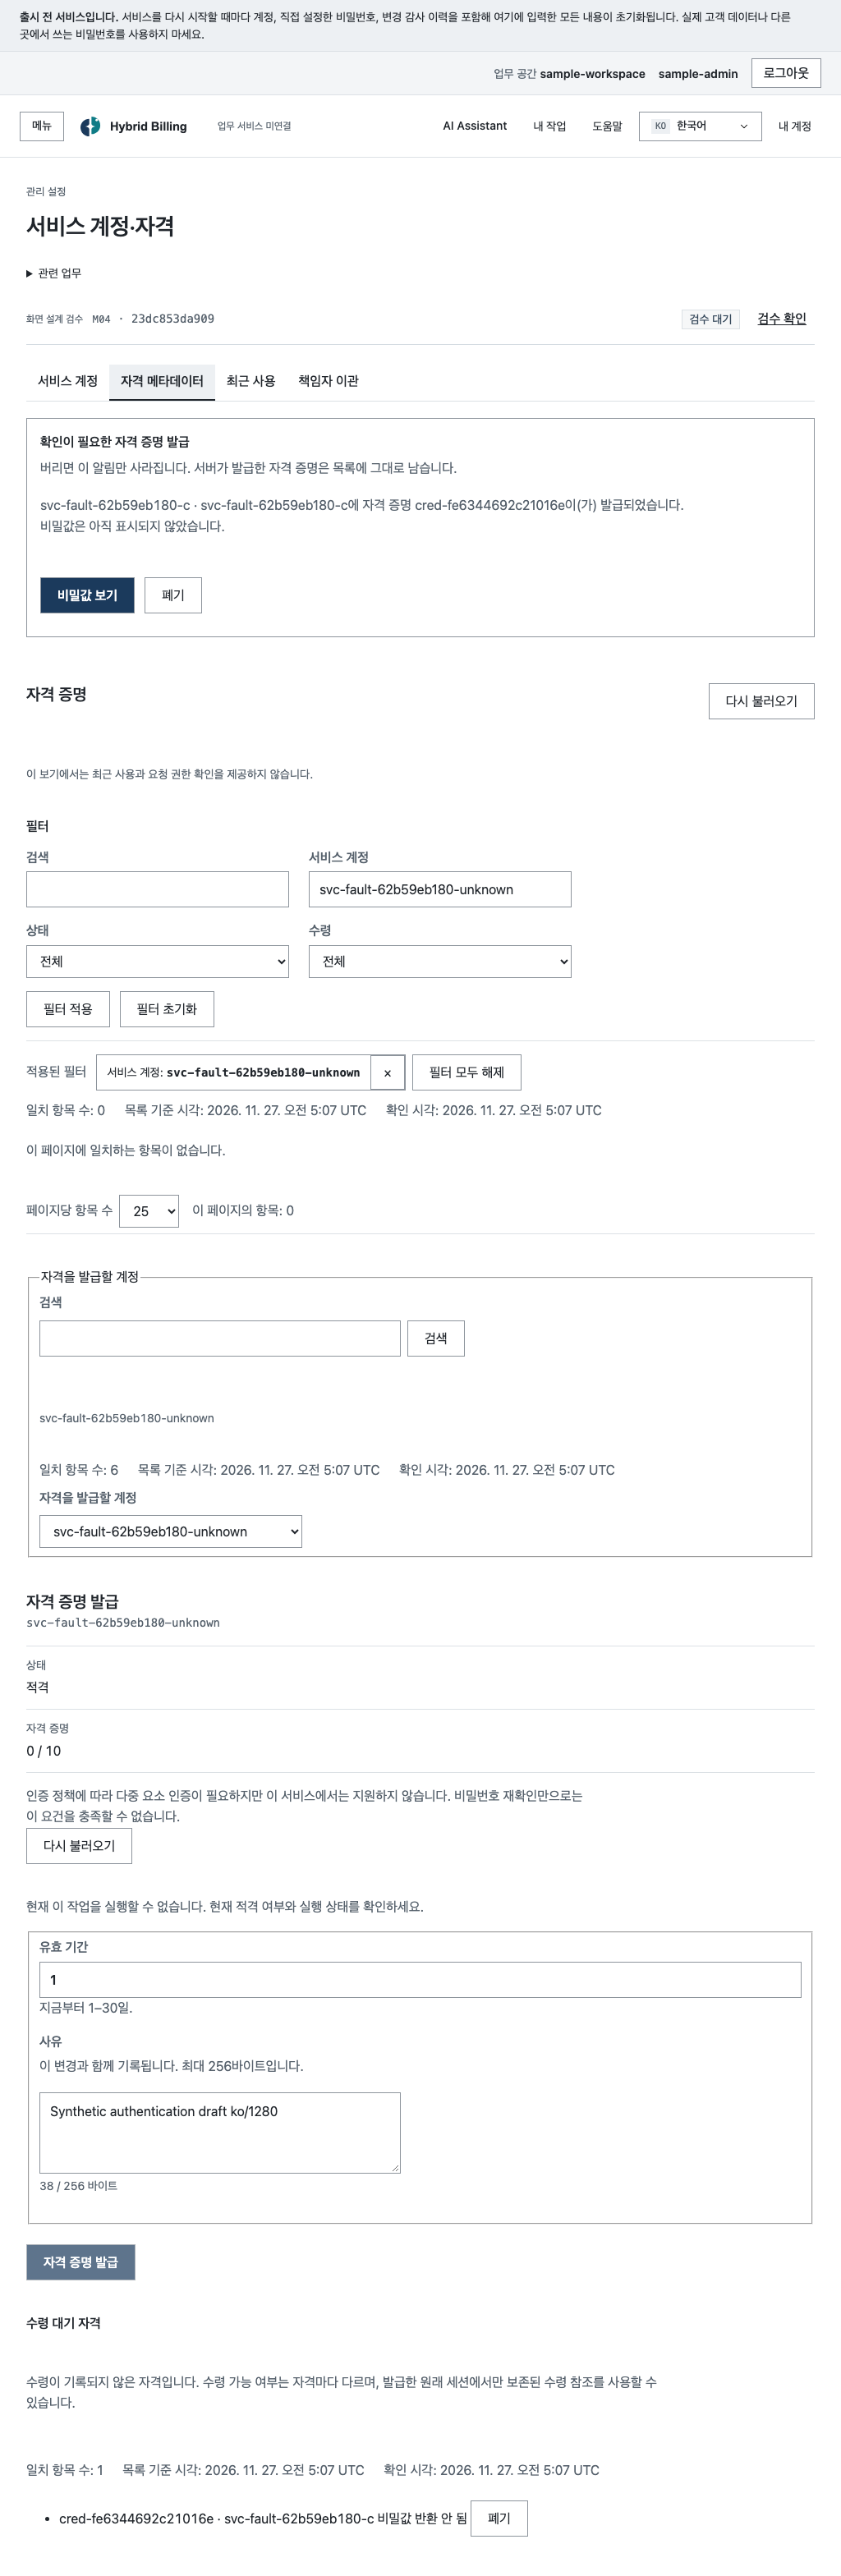 출시 전 서비스입니다. 서비스를 다시 시작할 때마다 계정, 직접 설정한 비밀번호, 변경 감사 이력을 포함해 여기에 입력한 모든 내용이 초기화됩니다. 실제 고객 데이터나 다른
곳에서 쓰는 비밀번호를 사용하지 마세요.
업무 공간 sample-workspace sample-admin 로그아웃
메뉴 Hybrid Billing 업무 서비스 미연결 AI Assistant 내 작업 도움말 KO 한국어 내 계정
관리 설정
서비스 계정·자격
▶ 관련 업무
화면 설계 검수 M04 · 23dc853da909 검수 대기 검수 확인
서비스 계정 자격 메타데이터 최근 사용 책임자 이관
확인이 필요한 자격 증명 발급
버리면 이 알림만 사라집니다. 서버가 발급한 자격 증명은 목록에 그대로 남습니다.
svc-fault-62b59eb180-c · svc-fault-62b59eb180-c에 자격 증명 cred-fe6344692c21016e이(가) 발급되었습니다.
비밀값은 아직 표시되지 않았습니다.
비밀값 보기 폐기
자격 증명 다시 불러오기
이 보기에서는 최근 사용과 요청 권한 확인을 제공하지 않습니다.
필터
검색 서비스 계정
svc-fault-62b59eb180-unknown
상태 수령
전체 전체
필터 적용 필터 초기화
적용된 필터 서비스 계정: svc-fault-62b59eb180-unknown × 필터 모두 해제
일치 항목 수: 0 목록 기준 시각: 2026. 11. 27. 오전 5:07 UTC 확인 시각: 2026. 11. 27. 오전 5:07 UTC
이 페이지에 일치하는 항목이 없습니다.
페이지당 항목 수 25 이 페이지의 항목: 0
자격을 발급할 계정
검색
검색
svc-fault-62b59eb180-unknown
일치 항목 수: 6 목록 기준 시각: 2026. 11. 27. 오전 5:07 UTC 확인 시각: 2026. 11. 27. 오전 5:07 UTC
자격을 발급할 계정
svc-fault-62b59eb180-unknown
자격 증명 발급
svc-fault-62b59eb180-unknown
상태
적격
자격 증명
0 / 10
인증 정책에 따라 다중 요소 인증이 필요하지만 이 서비스에서는 지원하지 않습니다. 비밀번호 재확인만으로는
이 요건을 충족할 수 없습니다.
다시 불러오기
현재 이 작업을 실행할 수 없습니다. 현재 적격 여부와 실행 상태를 확인하세요.
유효 기간
1
지금부터 1–30일.
사유
이 변경과 함께 기록됩니다. 최대 256바이트입니다.
Synthetic authentication draft ko/1280
38 / 256 바이트
자격 증명 발급
수령 대기 자격
수령이 기록되지 않은 자격입니다. 수령 가능 여부는 자격마다 다르며, 발급한 원래 세션에서만 보존된 수령 참조를 사용할 수
있습니다.
일치 항목 수: 1 목록 기준 시각: 2026. 11. 27. 오전 5:07 UTC 확인 시각: 2026. 11. 27. 오전 5:07 UTC
• cred-fe6344692c21016e · svc-fault-62b59eb180-c 비밀값 반환 안 됨 폐기